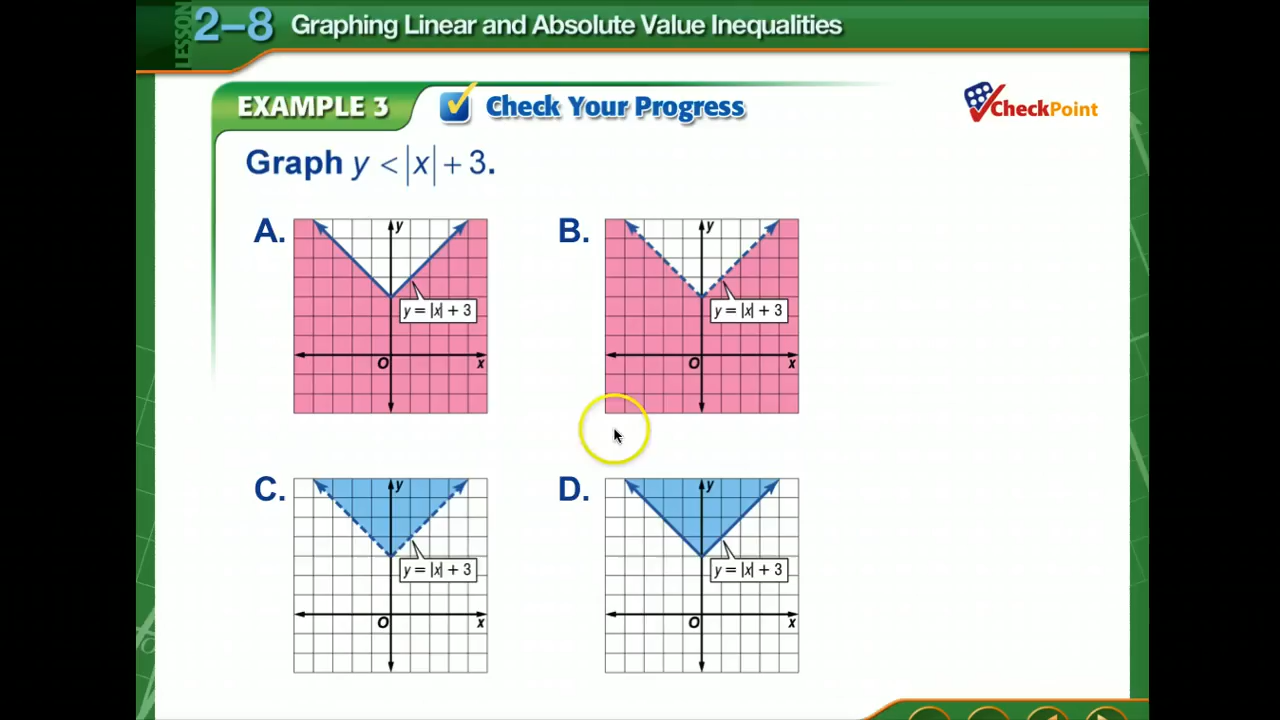 LESSON
2–8 Graphing Linear and Absolute Value Inequalities
EXAMPLE 3 Check Your Progress
CheckPoint
Graph y < |x| + 3.
A.
y
y = |x| + 3
O
x
B.
y
y = |x| + 3
O
x
C.
y
y = |x| + 3
O
x
D.
y
y = |x| + 3
O
x